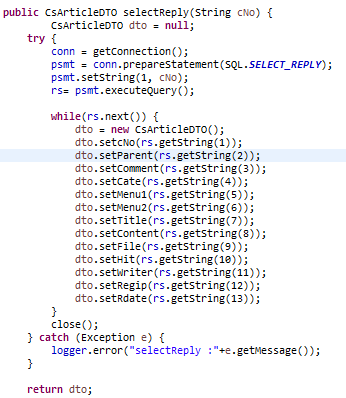 public CsArticleDTO selectReply(String cNo) {
        CsArticleDTO dto = null;
    try {
        conn = getConnection();
        psmt = conn.prepareStatement(SQL.SELECT_REPLY);
        psmt.setString(1, cNo);
        rs= psmt.executeQuery();

        while(rs.next()) {
            dto = new CsArticleDTO();
            dto.setcNo(rs.getString(1));
            dto.setParent(rs.getString(2));
            dto.setComment(rs.getString(3));
            dto.setCate(rs.getString(4));
            dto.setMenu1(rs.getString(5));
            dto.setMenu2(rs.getString(6));
            dto.setTitle(rs.getString(7));
            dto.setContent(rs.getString(8));
            dto.setFile(rs.getString(9));
            dto.setHit(rs.getString(10));
            dto.setWriter(rs.getString(11));
            dto.setRegip(rs.getString(12));
            dto.setRdate(rs.getString(13));
        }
        close();
    } catch (Exception e) {
        logger.error("selectReply :"+e.getMessage());
    }

    return dto;